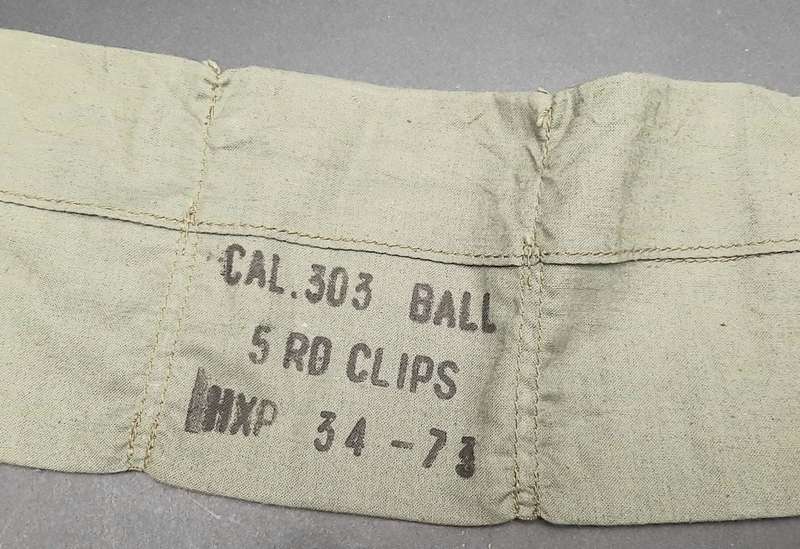 CAL.303 BALL
5 RD CLIPS
HXP 34-73